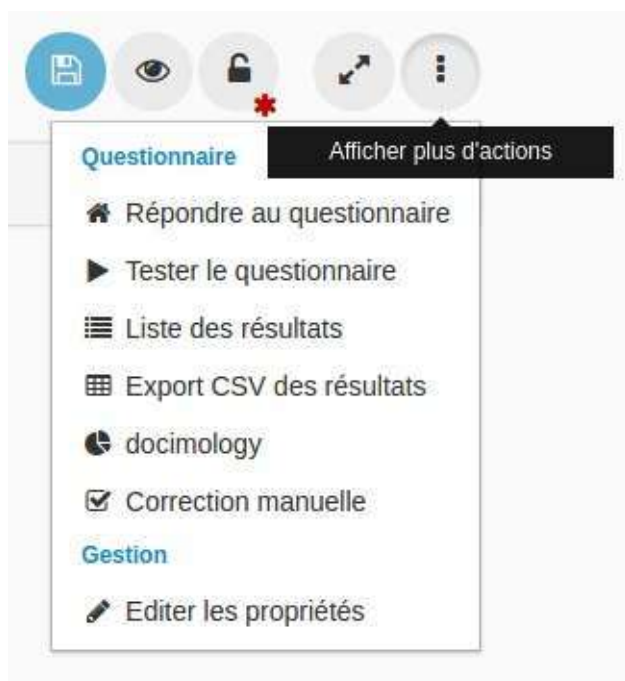 Questionnaire
Afficher plus d'actions
Répondre au questionnaire
Tester le questionnaire
Liste des résultats
Export CSV des résultats
docimology
Correction manuelle
Gestion
Editer les propriétés